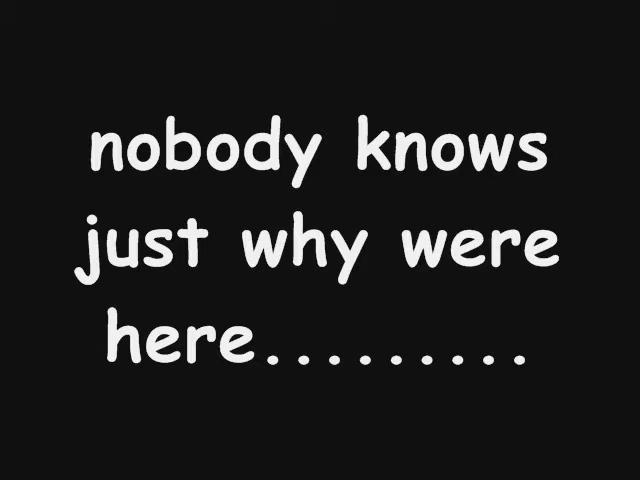 nobody knows
just why were
here.........